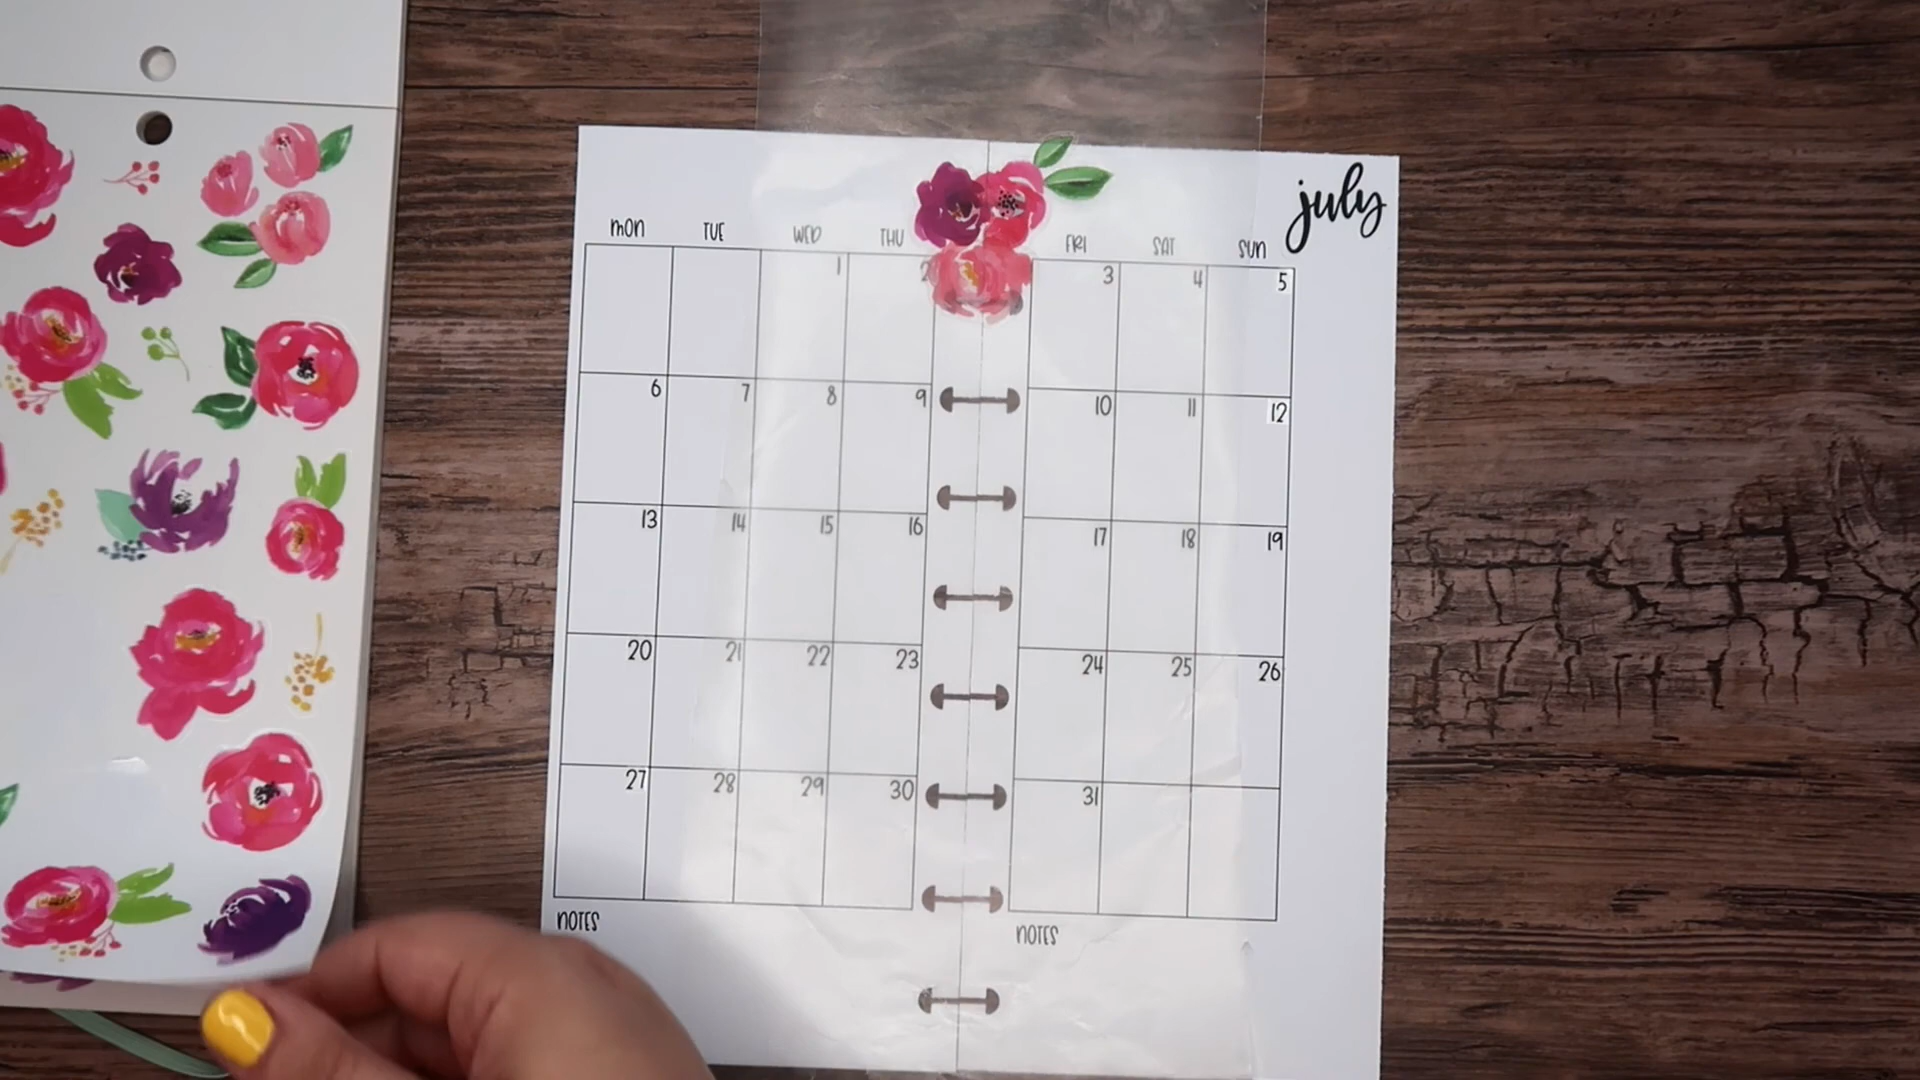 july
mon TUE WED THU FRI SAT SUN
1 2 3 4 5
6 7 8 9 10 11 12
13 14 15 16 17 18 19
20 21 22 23 24 25 26
27 28 29 30 31
NOTES NOTES